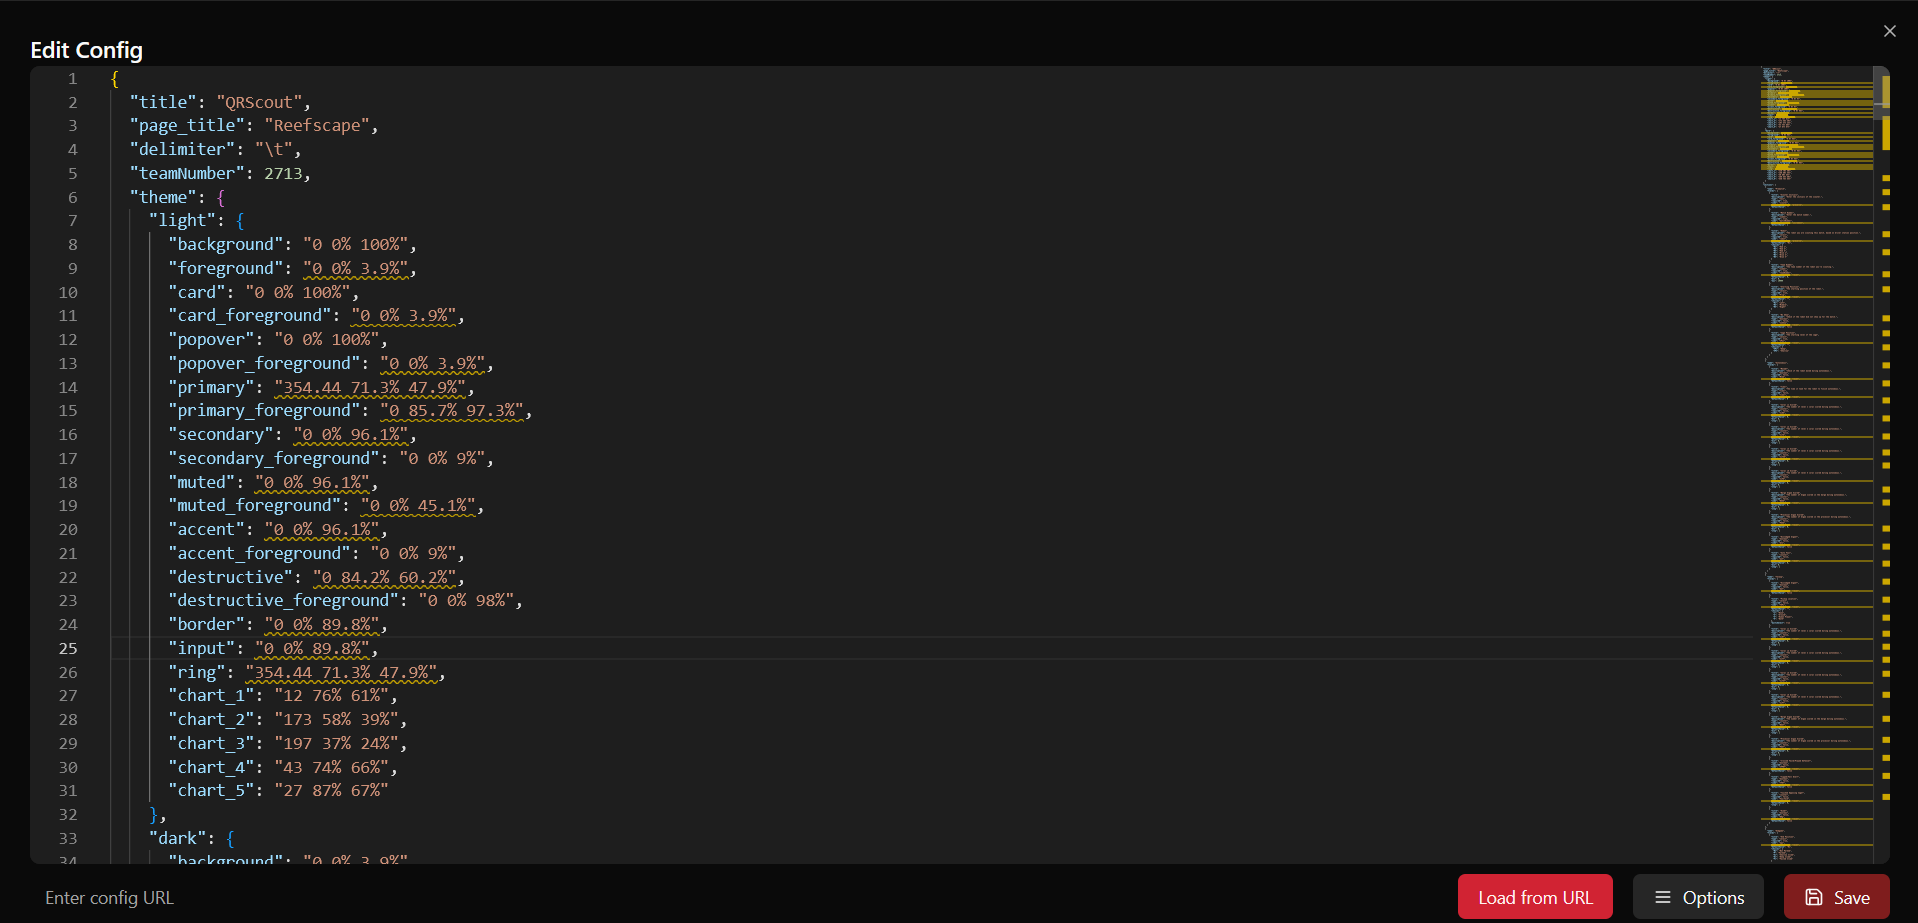 Edit Config
1 {
2 "title": "QRScout",
3 "page_title": "Reefscape",
4 "delimiter": "\t",
5 "teamNumber": 2713,
6 "theme": {
7 "light": {
8 "background": "0 0% 100%",
9 "foreground": "0 0% 3.9%",
10 "card": "0 0% 100%",
11 "card_foreground": "0 0% 3.9%",
12 "popover": "0 0% 100%",
13 "popover_foreground": "0 0% 3.9%",
14 "primary": "354.44 71.3% 47.9%",
15 "primary_foreground": "0 85.7% 97.3%",
16 "secondary": "0 0% 96.1%",
17 "secondary_foreground": "0 0% 9%",
18 "muted": "0 0% 96.1%",
19 "muted_foreground": "0 0% 45.1%",
20 "accent": "0 0% 96.1%",
21 "accent_foreground": "0 0% 9%",
22 "destructive": "0 84.2% 60.2%",
23 "destructive_foreground": "0 0% 98%",
24 "border": "0 0% 89.8%",
25 "input": "0 0% 89.8%",
26 "ring": "354.44 71.3% 47.9%",
27 "chart_1": "12 76% 61%",
28 "chart_2": "173 58% 39%",
29 "chart_3": "197 37% 24%",
30 "chart_4": "43 74% 66%",
31 "chart_5": "27 87% 67%"
32 },
33 "dark": {
34 "background": "0 0% 3.9%"
Enter config URL
Load from URL
Options
Save